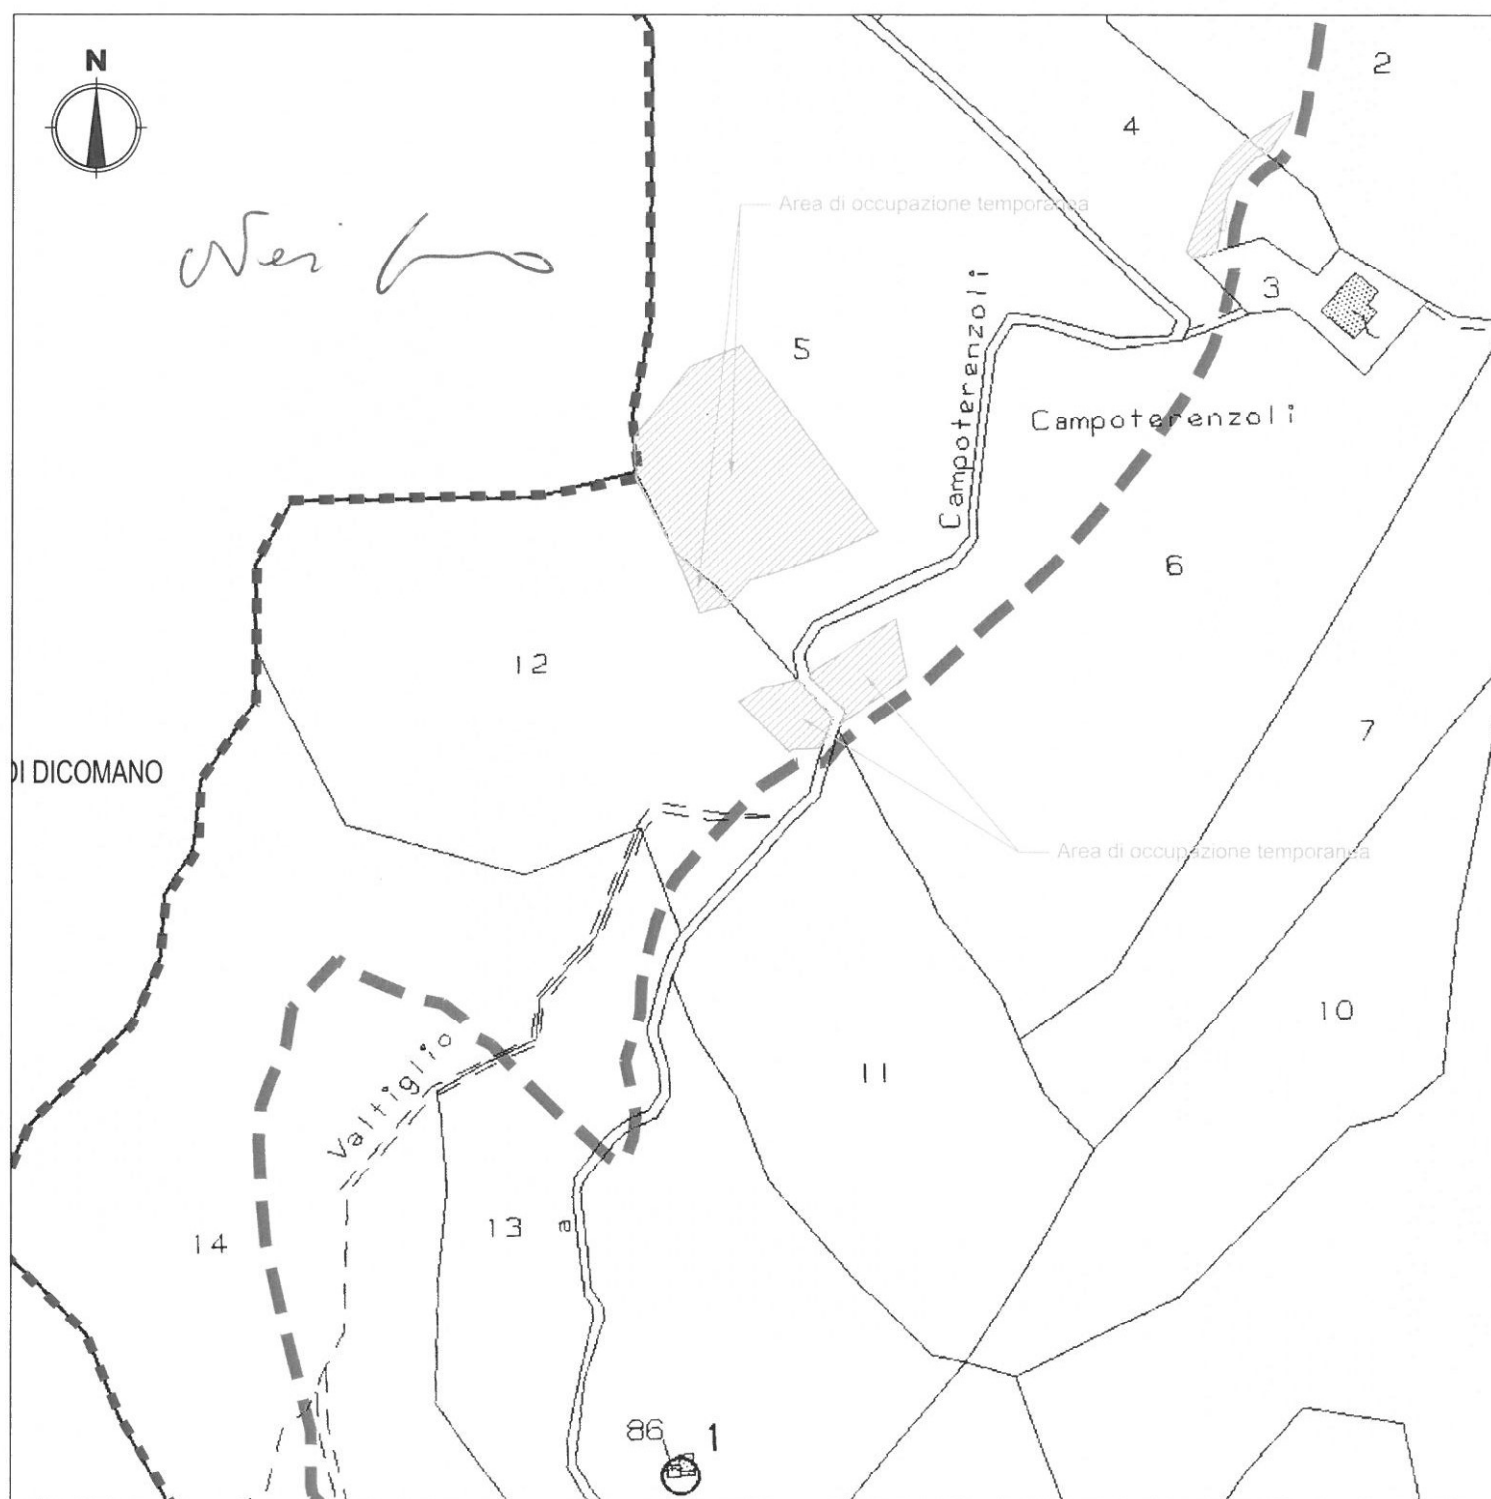 N
2
4
Area di occupazione temporanea
3
5
Campoterenzoli
Campoterenzoli
6
12
7
DI DICOMANO
Area di occupazione temporanea
10
11
Valtiglio
13
a
14
86
1